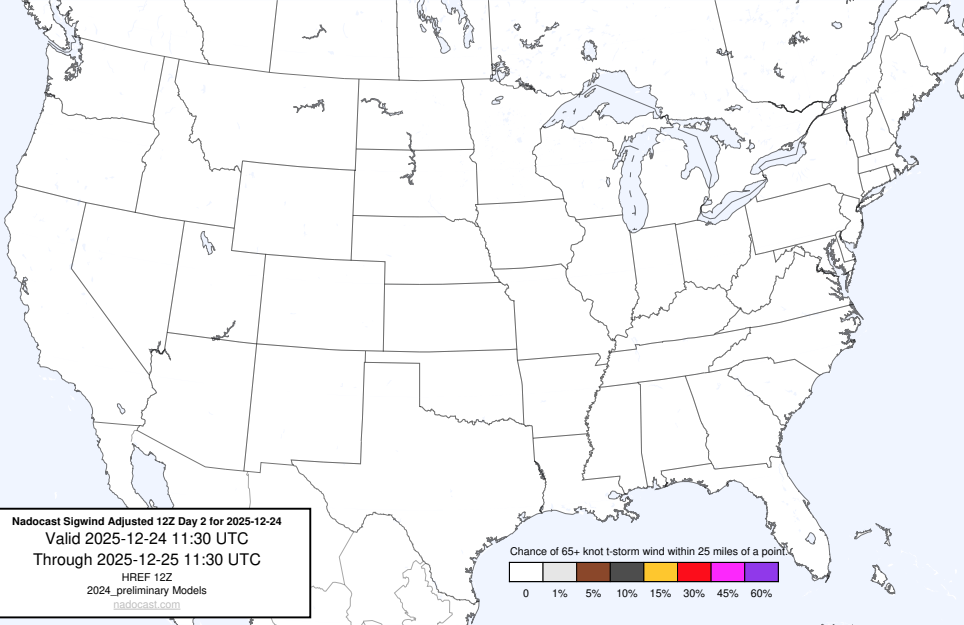 Nadocast Sigwind Adjusted 12Z Day 2 for 2025-12-24
Valid 2025-12-24 11:30 UTC
Through 2025-12-25 11:30 UTC
HREF 12Z
2024_preliminary Models
nadocast.com
Chance of 65+ knot t-storm wind within 25 miles of a point.
0 1% 5% 10% 15% 30% 45% 60%